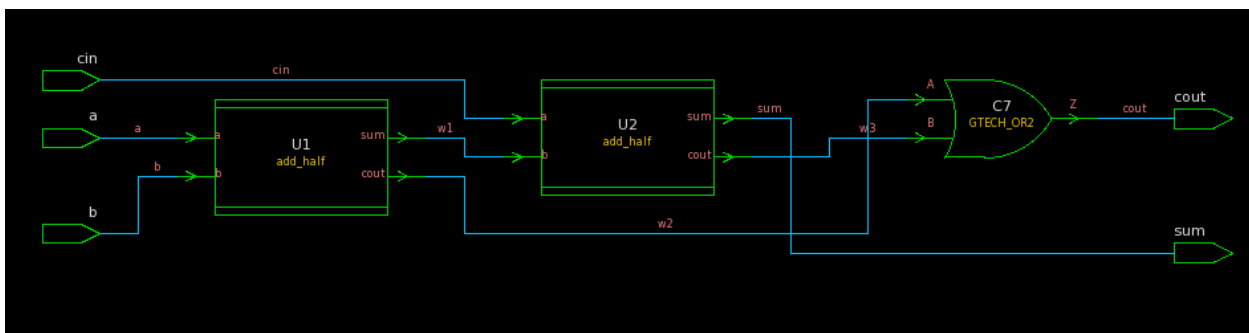 cin
cin
a
a
a
b
b
b
U1
add_half
sum
cout
w1
w2
a
b
U2
add_half
sum
cout
sum
w3
A
B
C7
GTECH_OR2
Z
cout
cout
sum